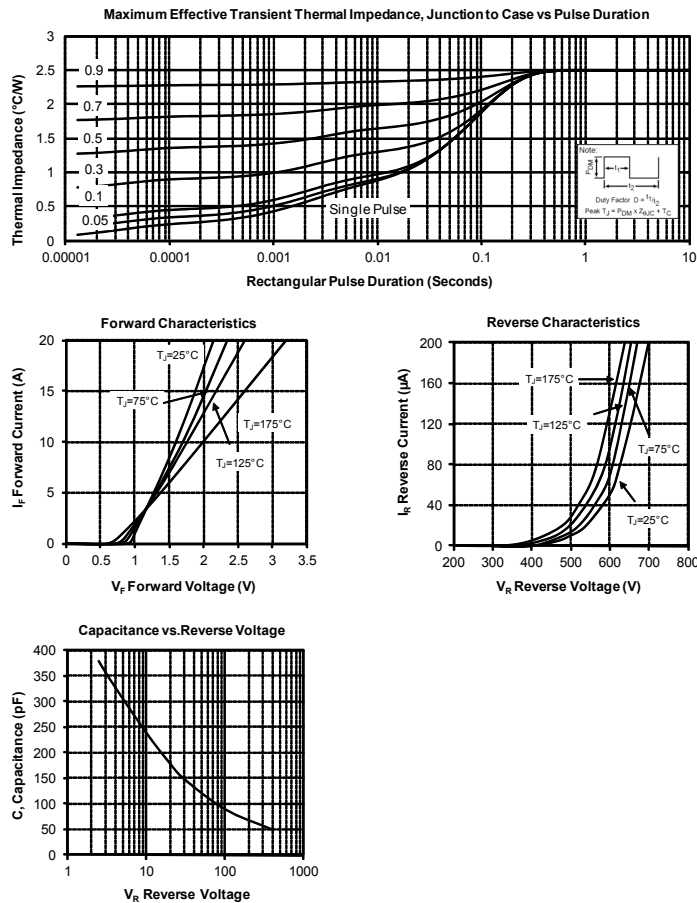 Maximum Effective Transient Thermal Impedance, Junction to Case vs Pulse Duration
Thermal Impedance (°C/W)
3
2.5
2
1.5
1
0.5
0
0.9
0.7
0.5
0.3
0.1
0.05
Single Pulse
Note:
PDM
t1
t2
Duty Factor D = t1/t2
Peak TJ = PDM x ZθJC + TC
0.00001 0.0001 0.001 0.01 0.1 1 10
Rectangular Pulse Duration (Seconds)
Forward Characteristics
IF Forward Current (A)
20
15
10
5
0
TJ=25°C
TJ=75°C
TJ=175°C
TJ=125°C
0 0.5 1 1.5 2 2.5 3 3.5
VF Forward Voltage (V)
Reverse Characteristics
IR Reverse Current (µA)
200
160
120
80
40
0
TJ=175°C
TJ=125°C
TJ=75°C
TJ=25°C
200 300 400 500 600 700 800
VR Reverse Voltage (V)
Capacitance vs.Reverse Voltage
C, Capacitance (pF)
400
350
300
250
200
150
100
50
0
1 10 100 1000
VR Reverse Voltage